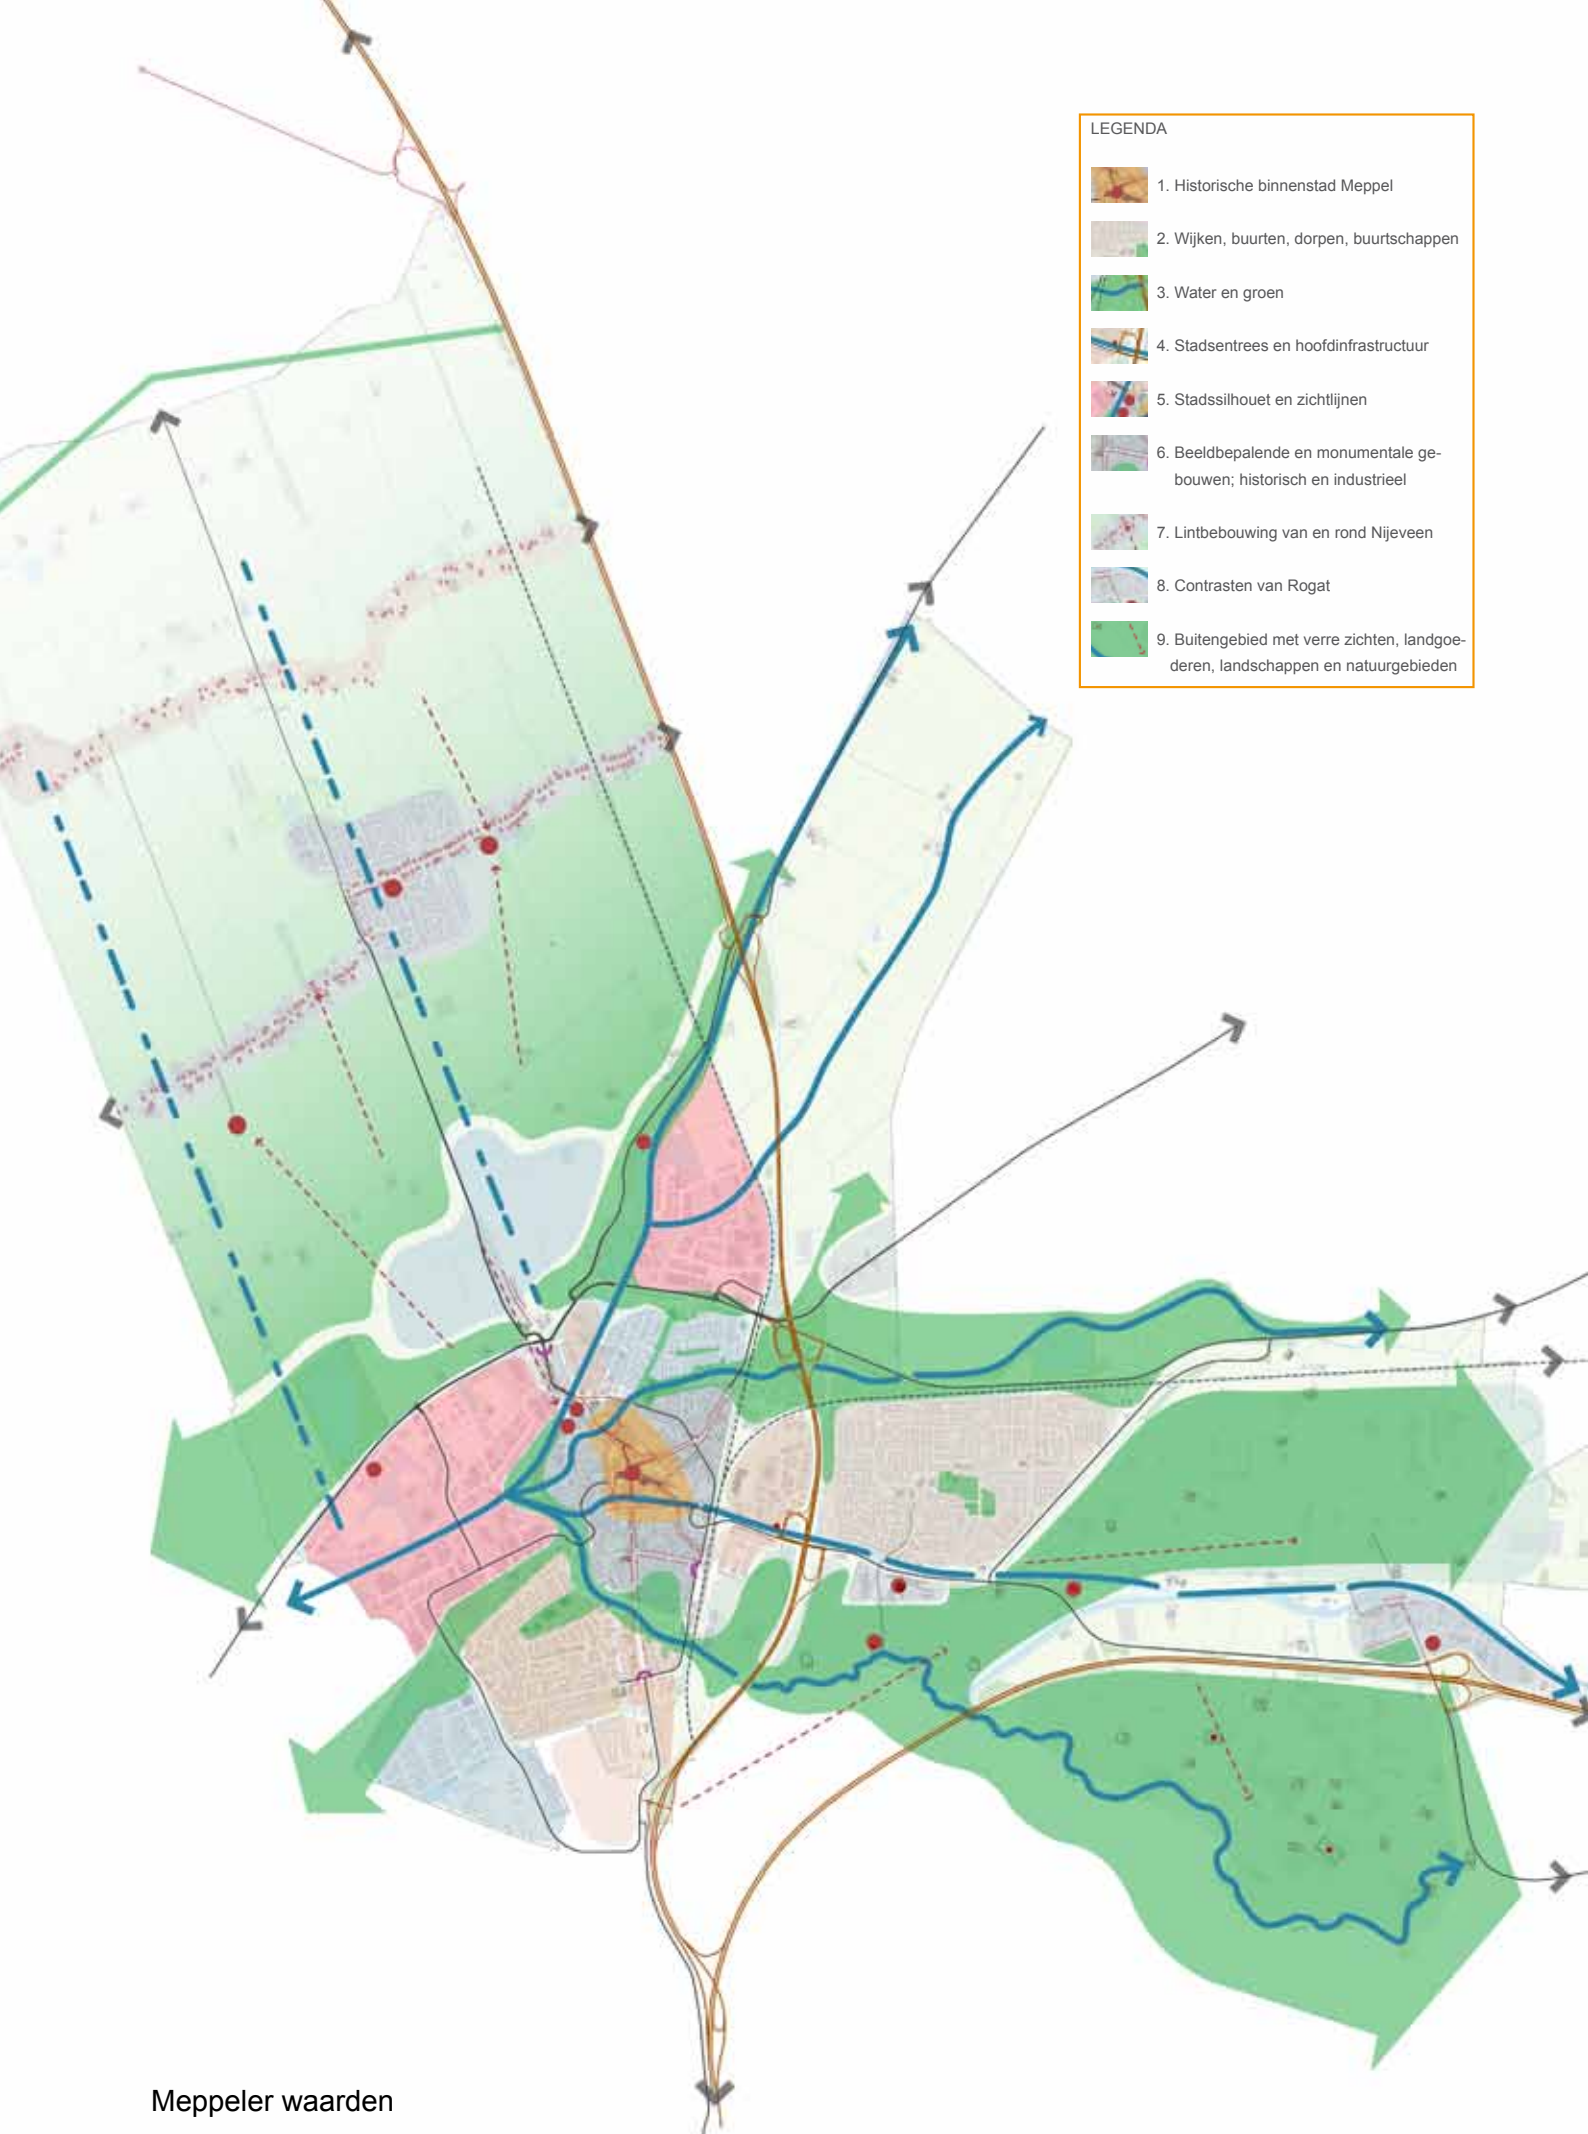 LEGENDA
1. Historische binnenstad Meppel
2. Wijken, buurten, dorpen, buurtschappen
3. Water en groen
4. Stadsentrees en hoofdinfrastructuur
5. Stadssilhouet en zichtlijnen
6. Beeldbepalende en monumentale ge-
bouwen; historisch en industrieel
7. Lintbebouwing van en rond Nijeveen
8. Contrasten van Rogat
9. Buitengebied met verre zichten, landgoe-
deren, landschappen en natuurgebieden
Meppeler waarden